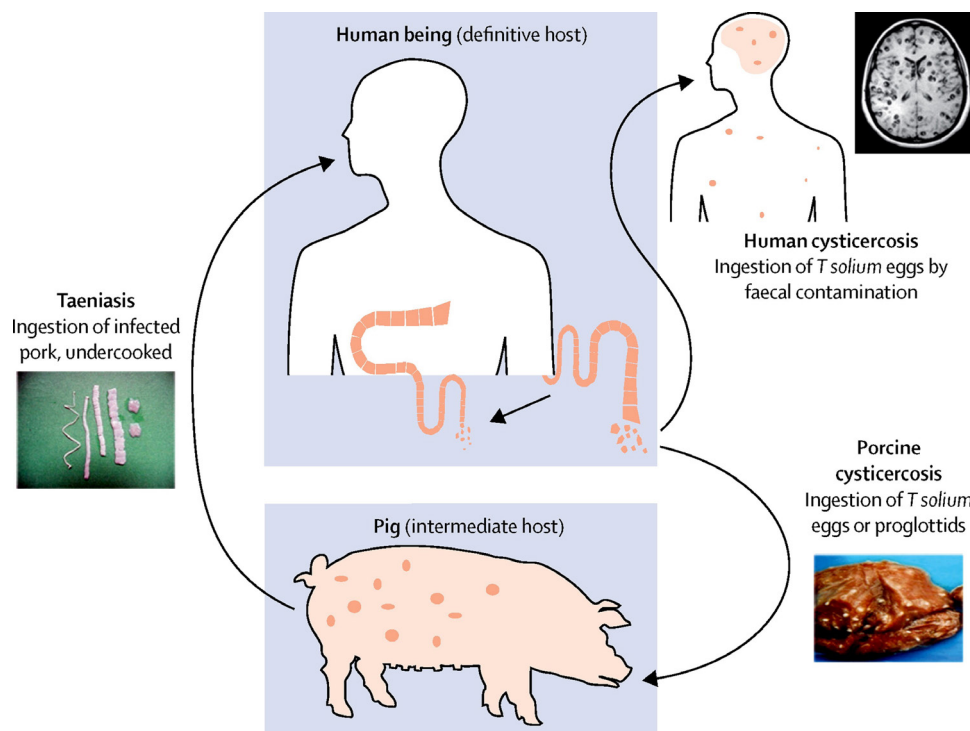 Human being (definitive host)
Human cysticercosis
Ingestion of T solium eggs by
faecal contamination
Taeniasis
Ingestion of infected
pork, undercooked
Porcine
cysticercosis
Ingestion of T solium
eggs or proglottids
Pig (intermediate host)